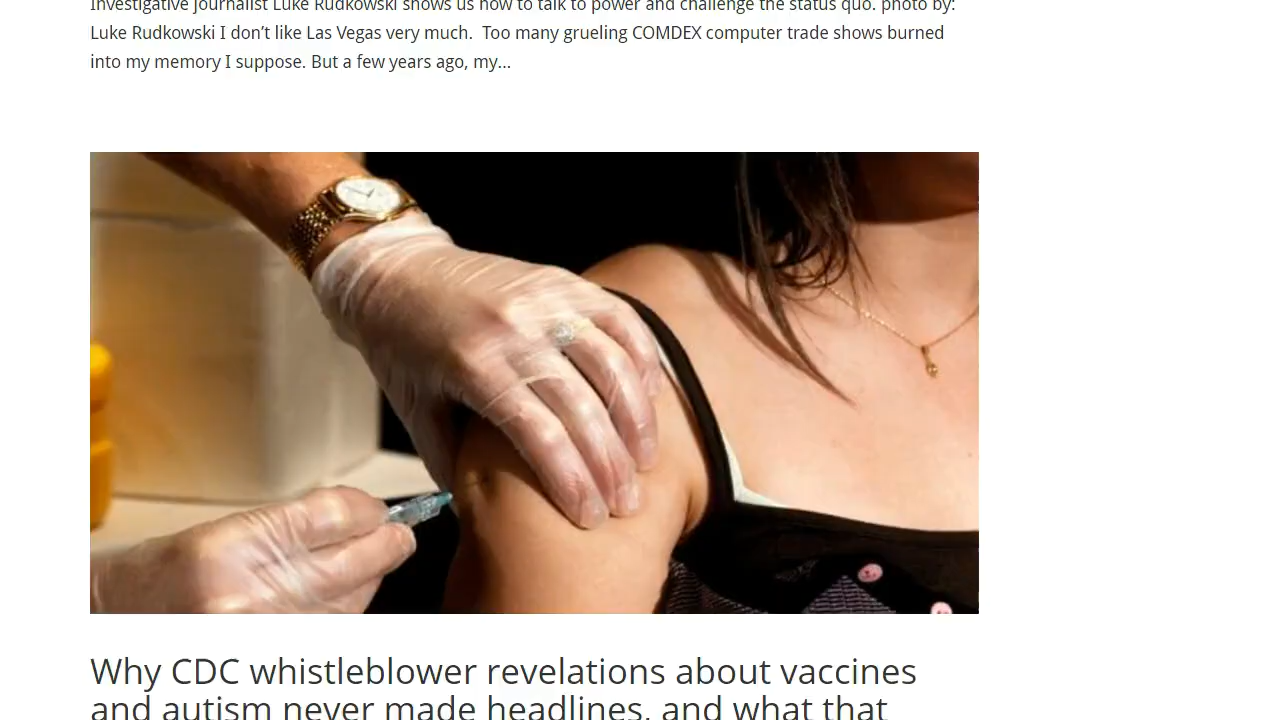 Investigative journalist Luke Rudkowski shows us how to talk to power and challenge the status quo. photo by:
Luke Rudkowski I don’t like Las Vegas very much.  Too many grueling COMDEX computer trade shows burned
into my memory I suppose. But a few years ago, my...
Why CDC whistleblower revelations about vaccines
and autism never made headlines, and what that